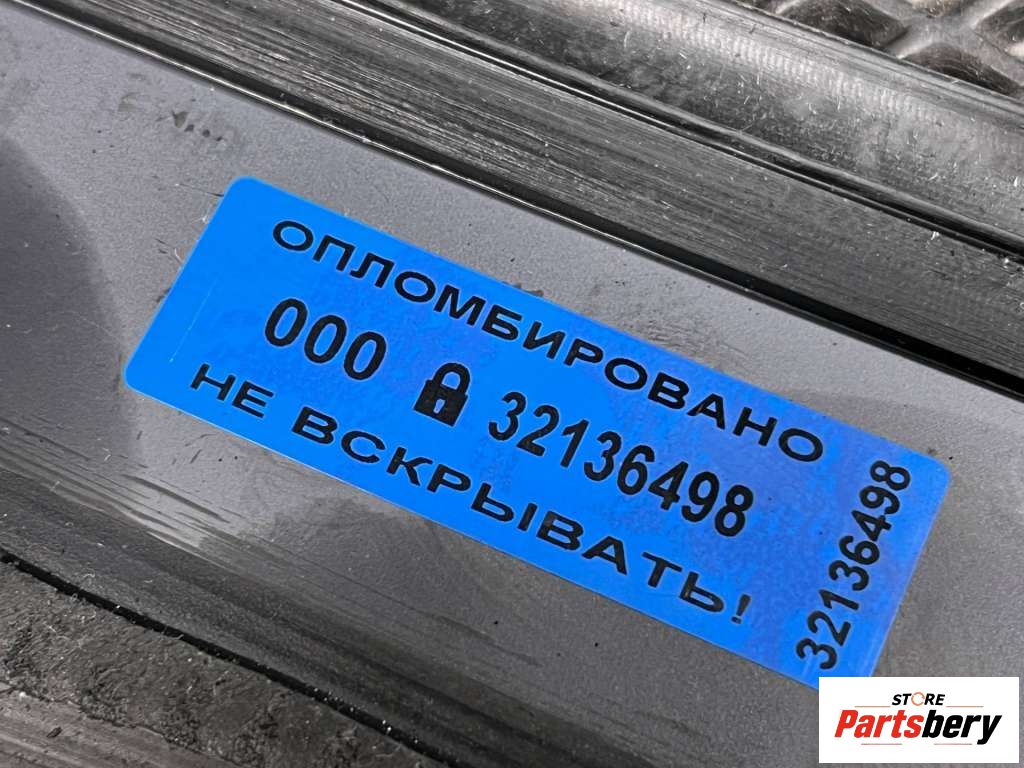 ОПЛОМБИРОВАНО
000 32136498
НЕ ВСКРЫВАТЬ!
32136498
STORE
Partsbery